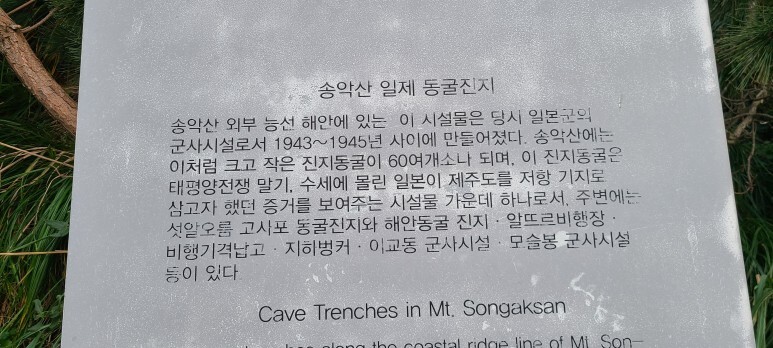 송악산 일제 동굴진지
송악산 외부 능선 해안에 있는 이 시설물은 당시 일본군의
군사시설로서 1943~1945년 사이에 만들어졌다. 송악산에는
이처럼 크고 작은 진지동굴이 60여개소나 되며, 이 진지동굴은
태평양전쟁 말기, 수세에 몰린 일본이 제주도를 저항 기지로
삼고자 했던 증거를 보여주는 시설물 가운데 하나로서, 주변에는
섯알오름 고사포 동굴진지와 해안동굴 진지 · 알뜨르비행장 ·
비행기격납고 · 지하벙커 · 이교동 군사시설 · 모슬봉 군사시설
등이 있다
Cave Trenches in Mt. Songaksan
along the coastal ridge line of Mt. Son-